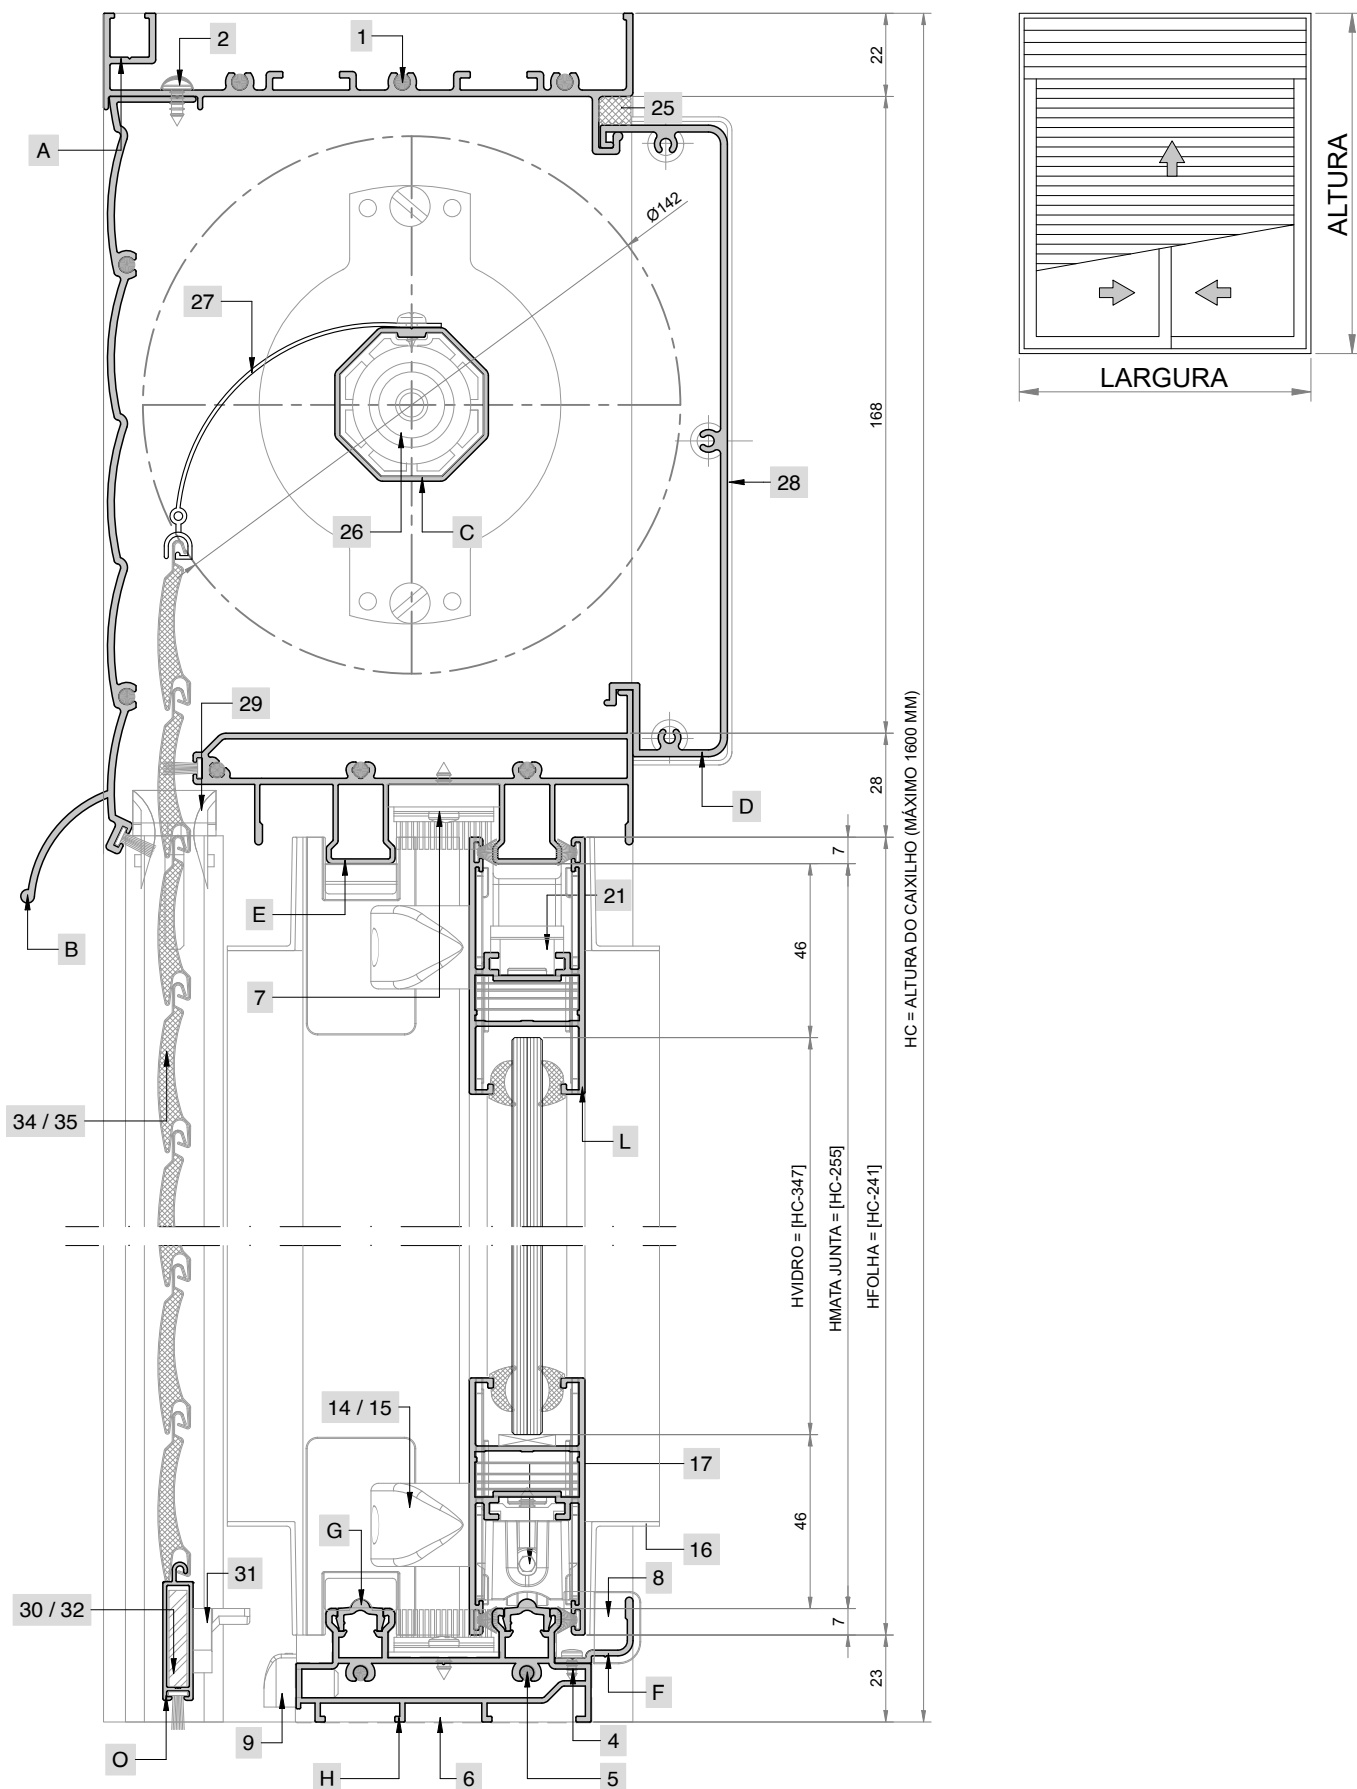 2
1
22
25
A
Ø142
27
168
26
C
28
29
28
D
7
B
E
21
46
7
34 / 35
L
HC = ALTURA DO CAIXILHO (MÁXIMO 1600 MM)
HVIDRO = [HC-347]
HMATA JUNTA = [HC-255]
HFOLHA = [HC-241]
14 / 15
17
46
G
16
31
8
30 / 32
7
23
F
O
9
H
6
5
4
ALTURA
LARGURA